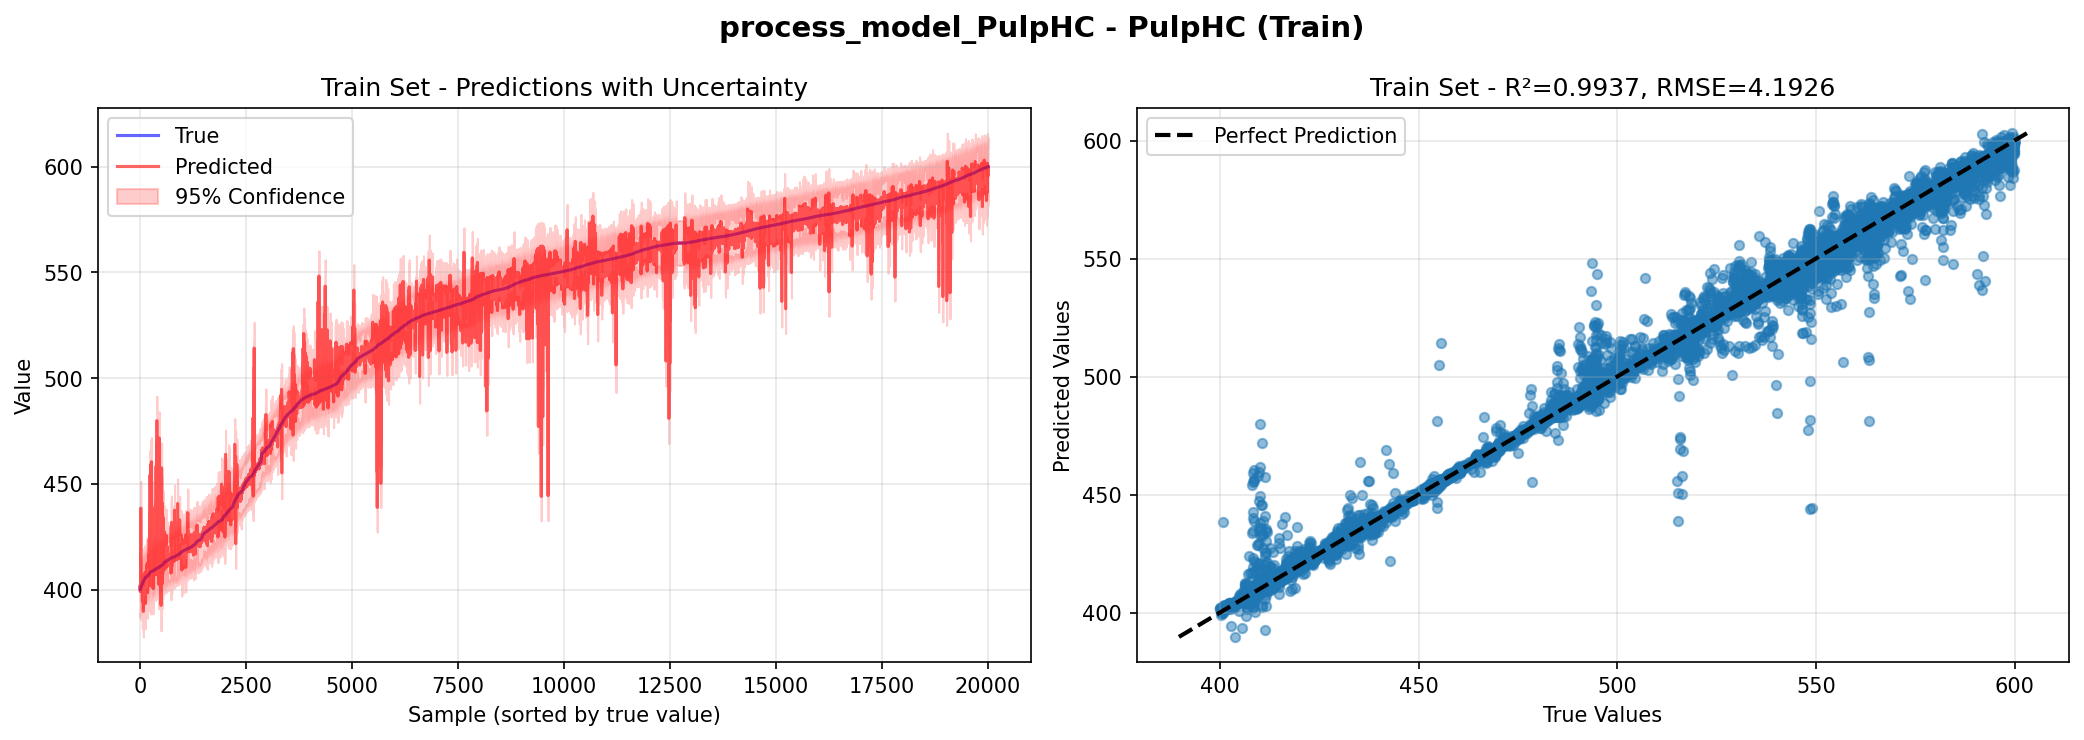 process_model_PulpHC - PulpHC (Train)
Train Set - Predictions with Uncertainty
True
Predicted
95% Confidence
600
550
500
450
400
Value
0 2500 5000 7500 10000 12500 15000 17500 20000
Sample (sorted by true value)
Train Set - R²=0.9937, RMSE=4.1926
Perfect Prediction
600
550
500
450
400
Predicted Values
400 450 500 550 600
True Values